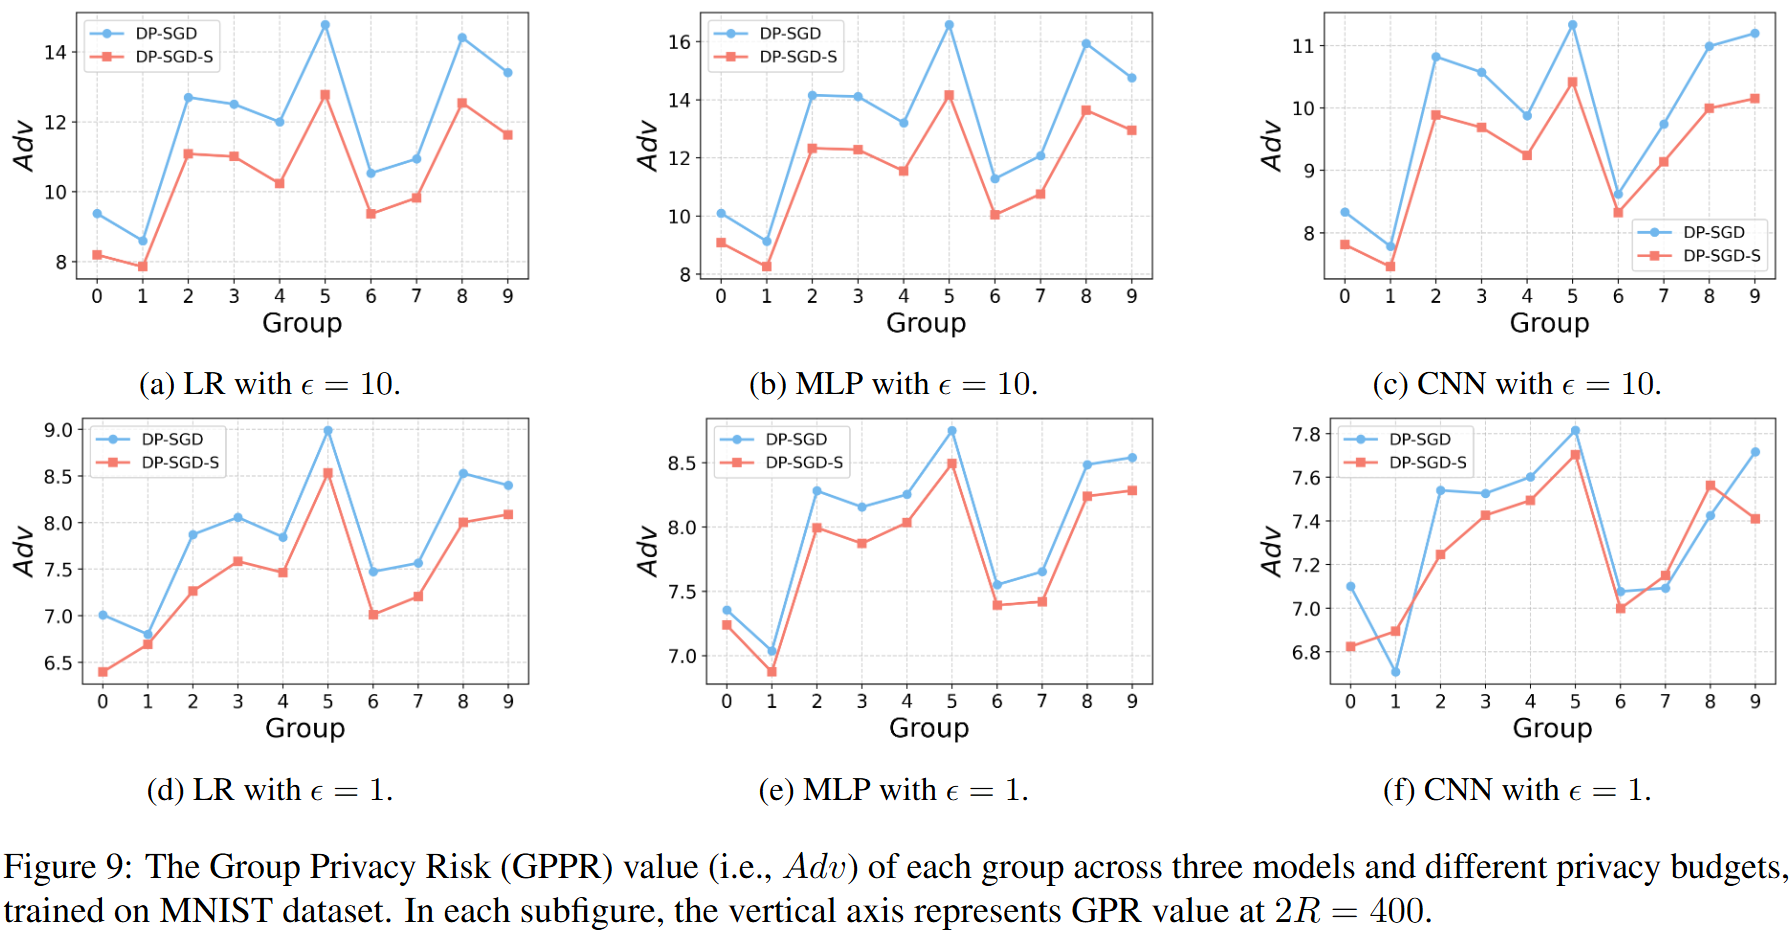 DP-SGD
DP-SGD-S
Adv
14
12
10
8
0 1 2 3 4 5 6 7 8 9
Group
(a) LR with ϵ = 10.
DP-SGD
DP-SGD-S
Adv
16
14
12
10
8
0 1 2 3 4 5 6 7 8 9
Group
(b) MLP with ϵ = 10.
DP-SGD
DP-SGD-S
Adv
11
10
9
8
0 1 2 3 4 5 6 7 8 9
Group
(c) CNN with ϵ = 10.
DP-SGD
DP-SGD-S
Adv
9.0
8.5
8.0
7.5
7.0
6.5
0 1 2 3 4 5 6 7 8 9
Group
(d) LR with ϵ = 1.
DP-SGD
DP-SGD-S
Adv
8.5
8.0
7.5
7.0
0 1 2 3 4 5 6 7 8 9
Group
(e) MLP with ϵ = 1.
DP-SGD
DP-SGD-S
Adv
7.8
7.6
7.4
7.2
7.0
6.8
0 1 2 3 4 5 6 7 8 9
Group
(f) CNN with ϵ = 1.
Figure 9: The Group Privacy Risk (GPPR) value (i.e., Adv) of each group across three models and different privacy budgets,
trained on MNIST dataset. In each subfigure, the vertical axis represents GPR value at 2R = 400.